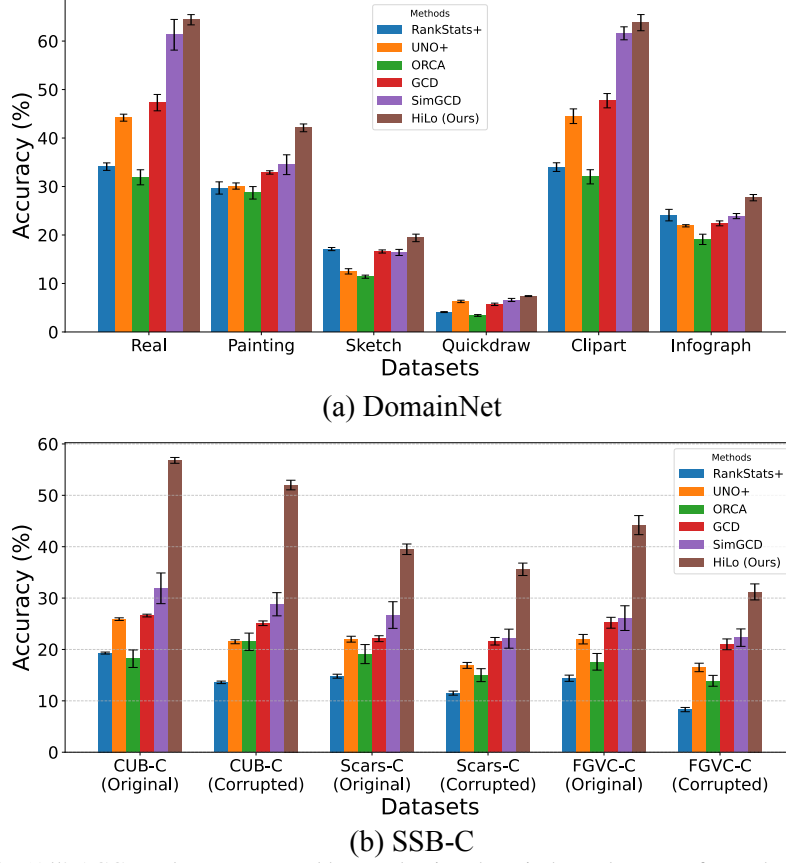 Accuracy (%)
60
50
40
30
20
10
0
Methods
RankStats+
UNO+
ORCA
GCD
SimGCD
HiLo (Ours)
Real Painting Sketch Quickdraw Clipart Infograph
Datasets
(a) DomainNet
Accuracy (%)
60
50
40
30
20
10
0
Methods
RankStats+
UNO+
ORCA
GCD
SimGCD
HiLo (Ours)
CUB-C CUB-C Scars-C Scars-C FGVC-C FGVC-C
(Original) (Corrupted) (Original) (Corrupted) (Original) (Corrupted)
Datasets
(b) SSB-C